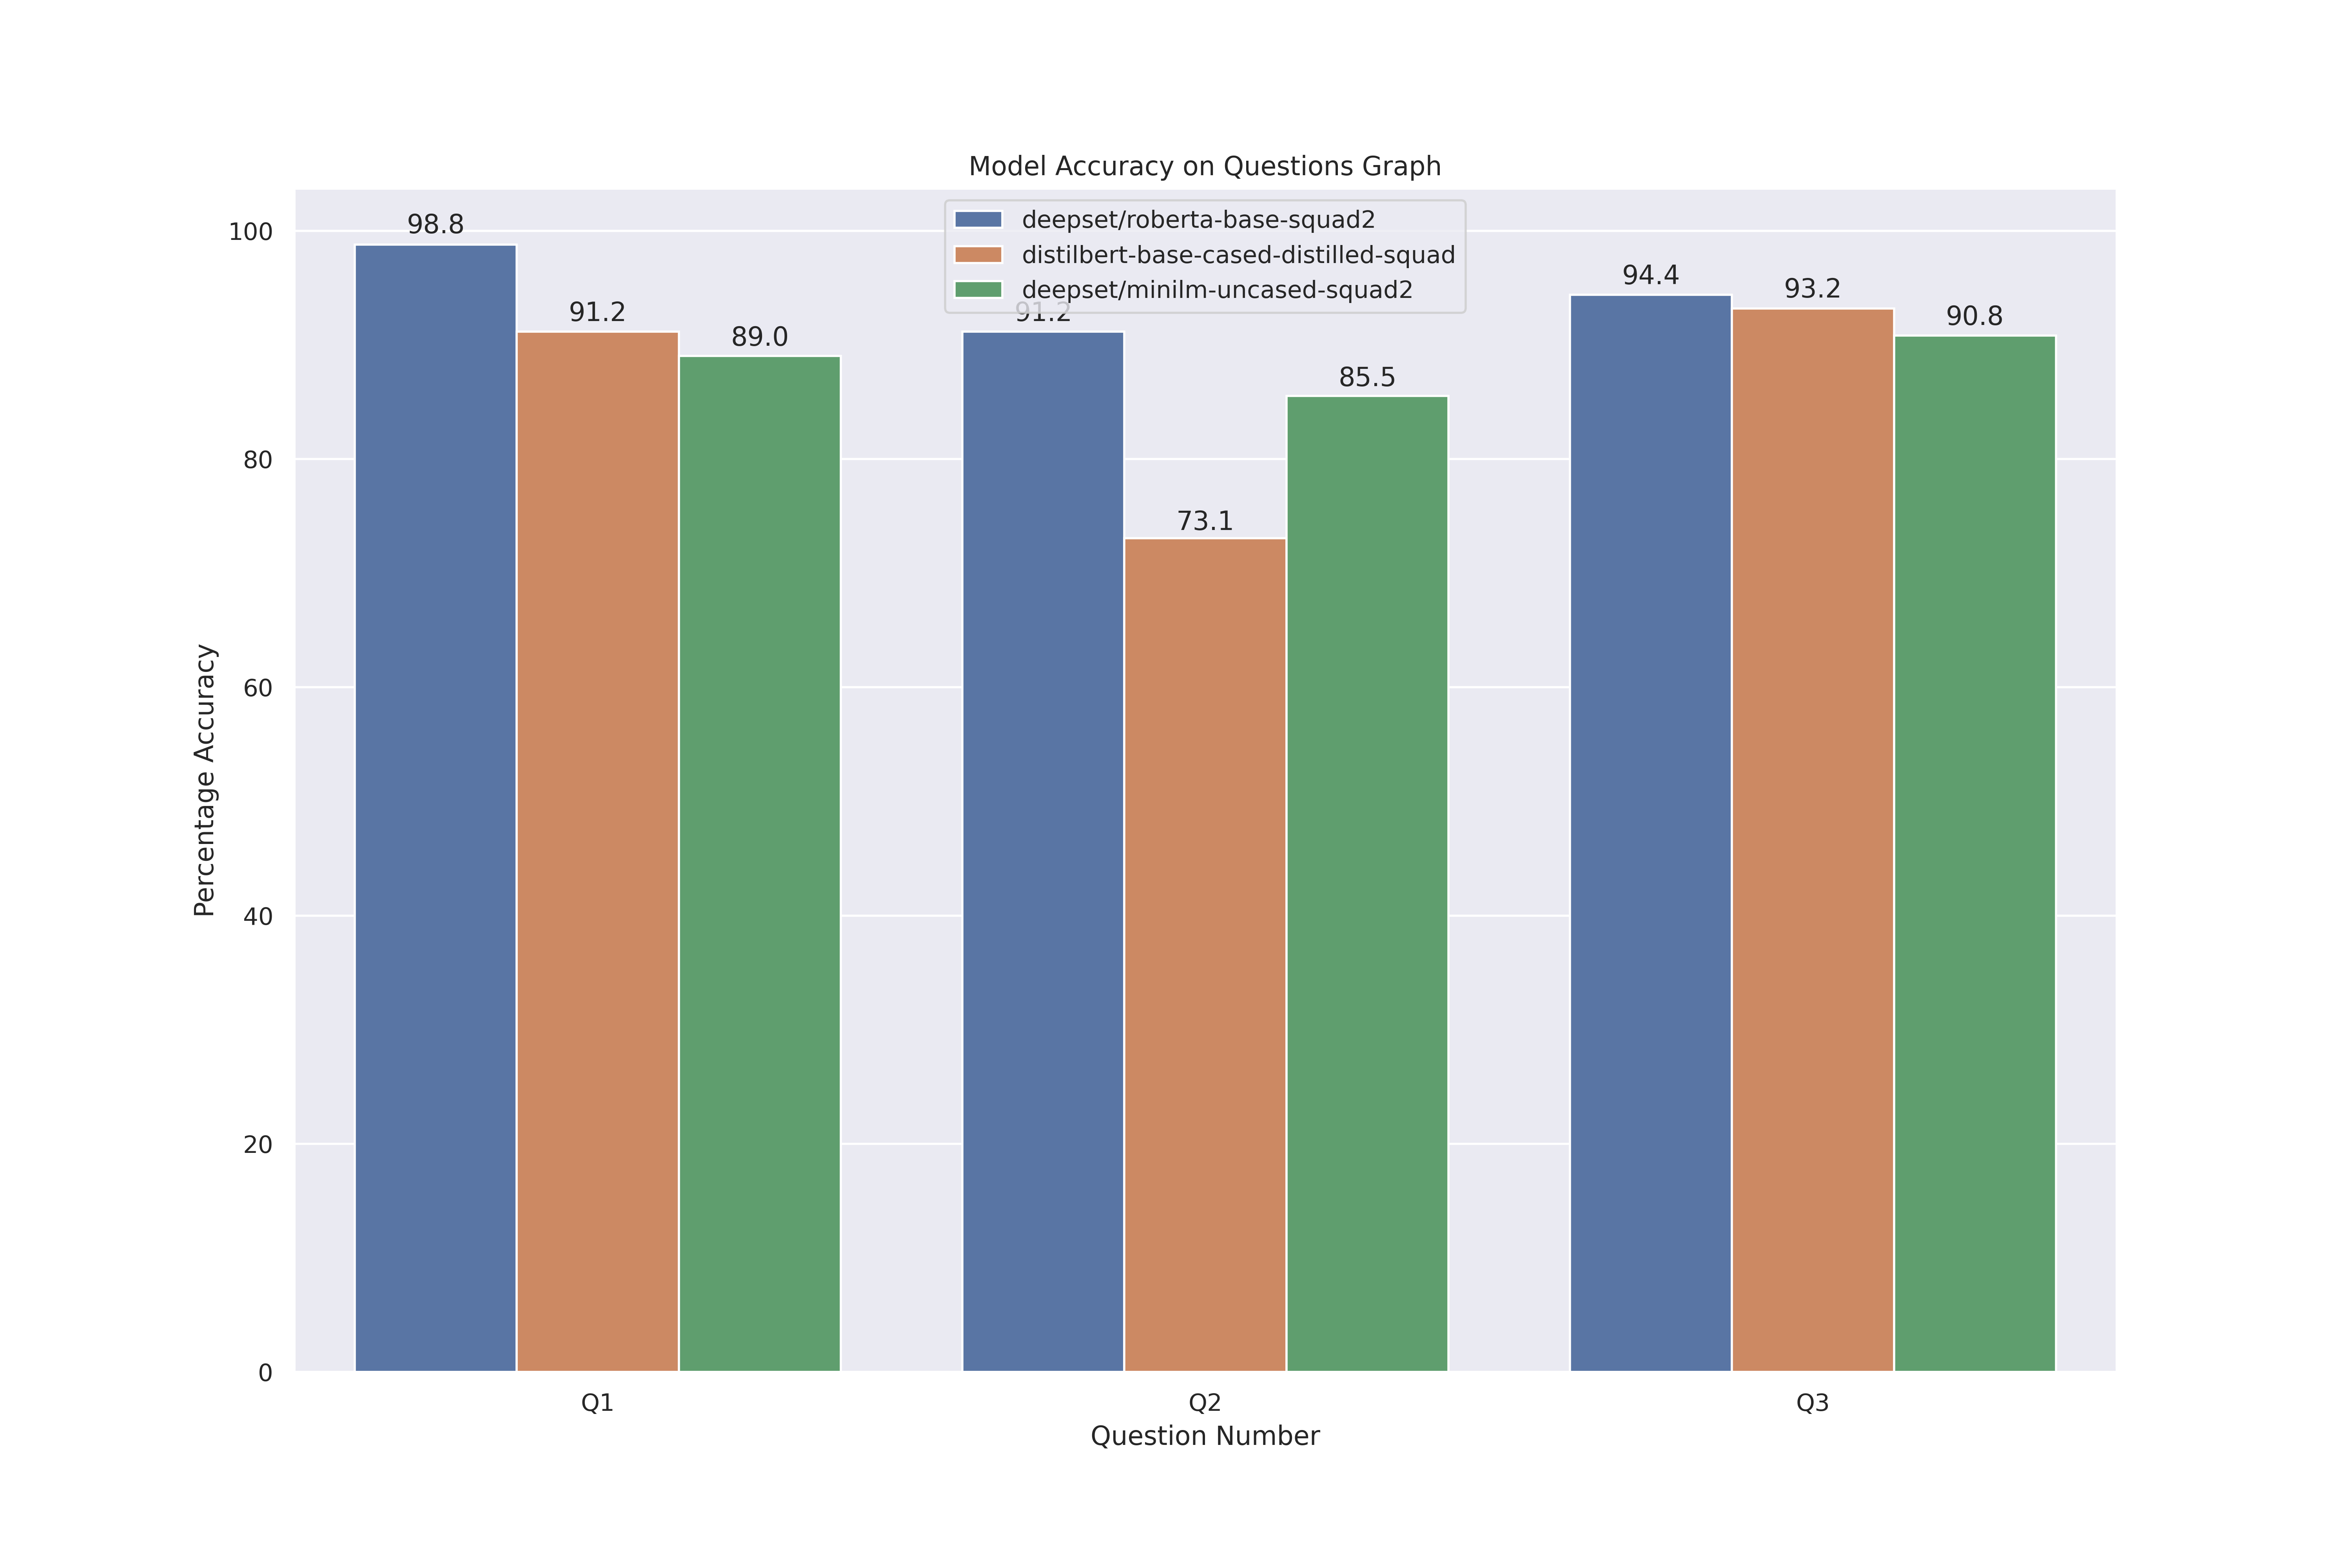 Model Accuracy on Questions Graph
deepset/roberta-base-squad2
distilbert-base-cased-distilled-squad
deepset/minilm-uncased-squad2
98.8
91.2
89.0
91.2
73.1
85.5
94.4
93.2
90.8
100
80
60
40
20
0
Percentage Accuracy
Q1
Q2
Q3
Question Number